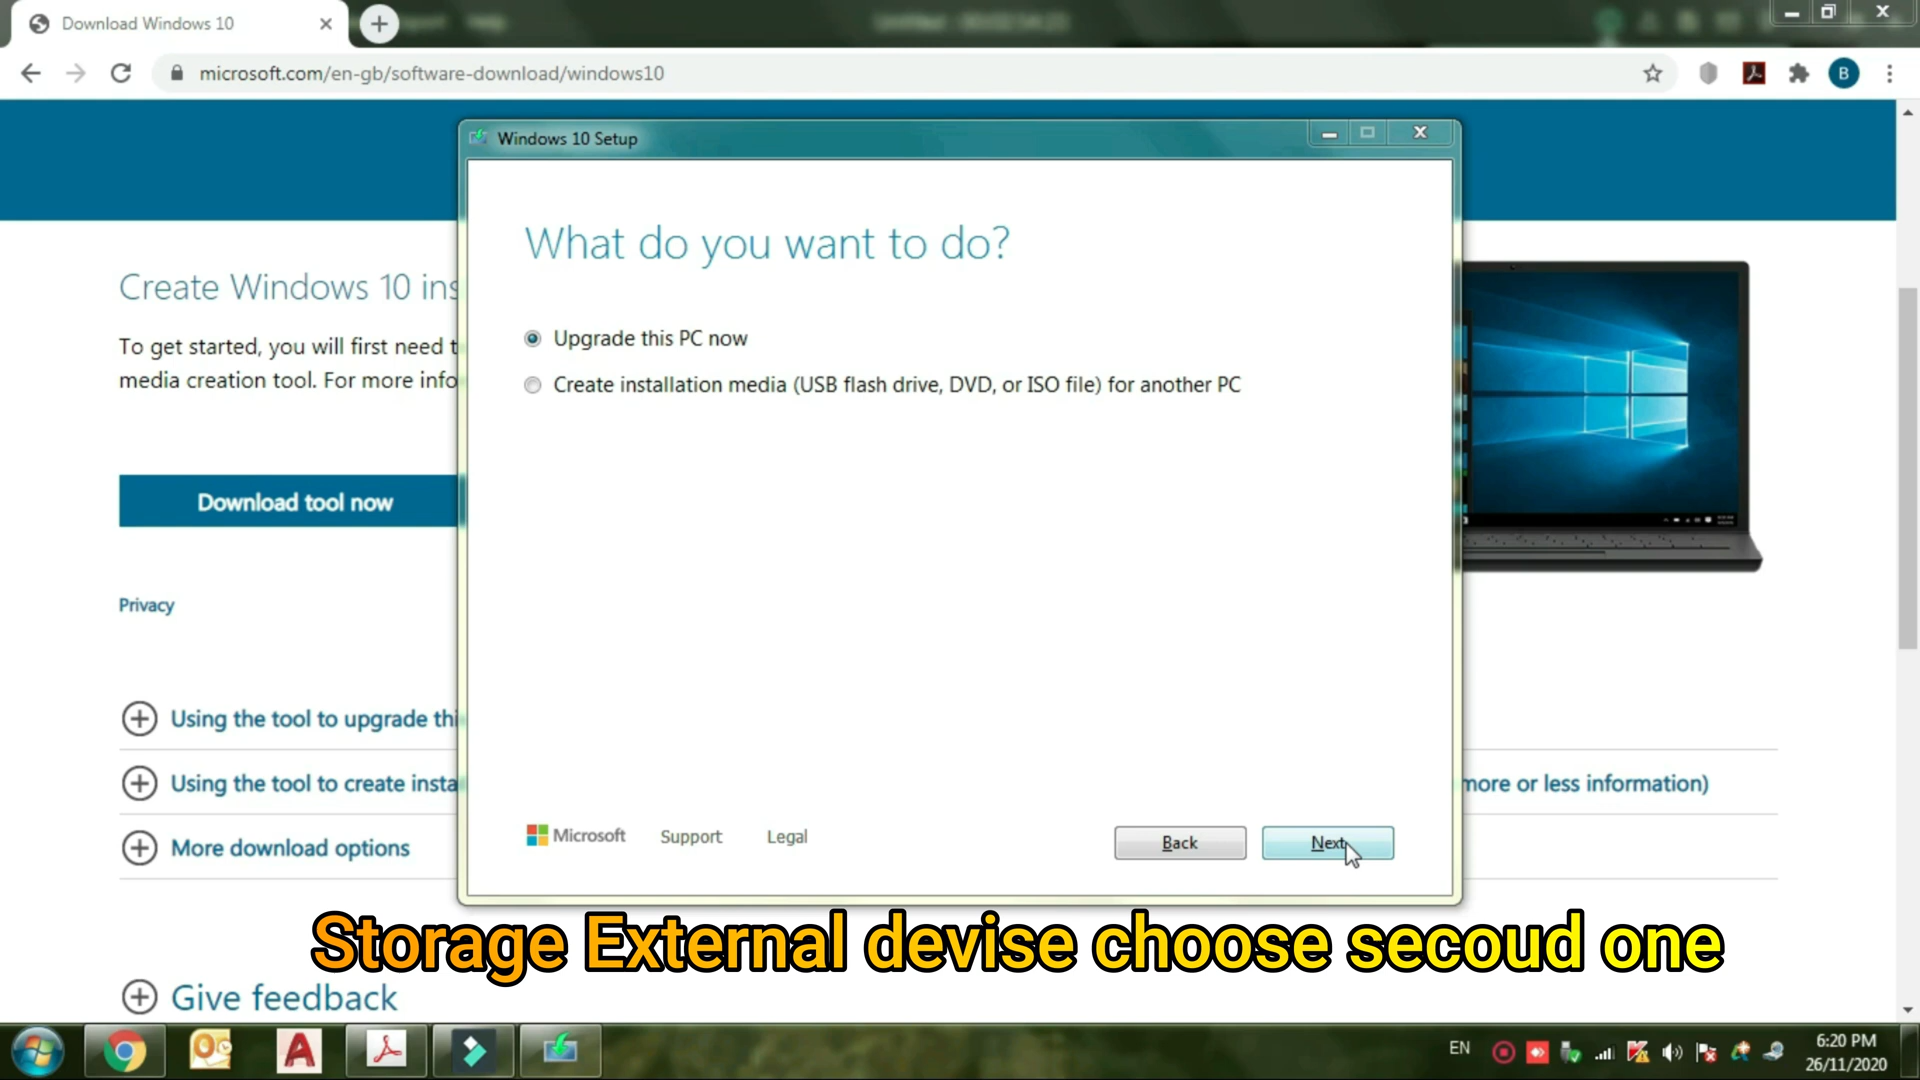 Download Windows 10
microsoft.com/en-gb/software-download/windows10
B
Windows 10 Setup
What do you want to do?
Upgrade this PC now
Create installation media (USB flash drive, DVD, or ISO file) for another PC
Microsoft
Support
Legal
Back
Next
Create Windows 10 ins
To get started, you will first need t
media creation tool. For more info
Download tool now
Privacy
Using the tool to upgrade thi
Using the tool to create insta
more or less information)
More download options
Storage External devise choose secoud one
Give feedback
EN
6:20 PM
26/11/2020